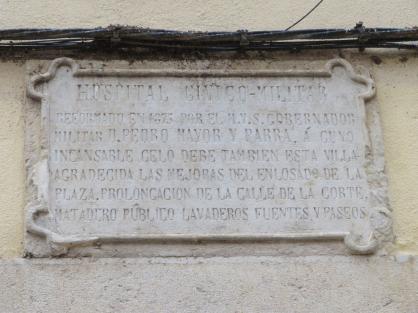 HOSPITAL CIVICO-MILITAR
REFORMADO EN 1875 POR EL M.Y.S. GOBERNADOR
MILITAR D. PEDRO MAYOR Y PARRA, Á CUYO
INCANSABLE CELO DEBE TAMBIEN ESTA VILLA
AGRADECIDA LAS MEJORAS DEL ENLOSADO DE LA
PLAZA, PROLONGACION DE LA CALLE DE LA CORTE,
MATADERO PÚBLICO LAVADEROS FUENTES Y PASEOS.